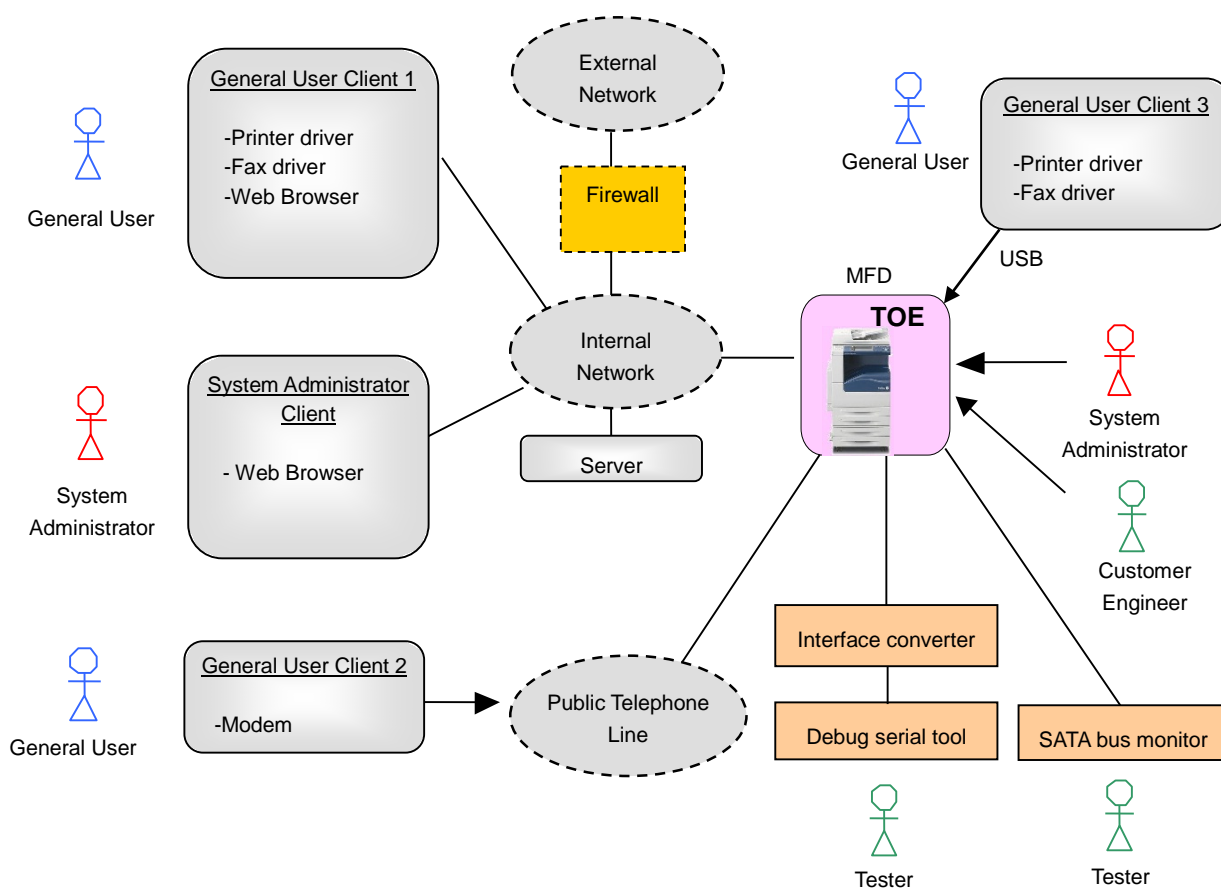 External
Network
General User Client 1
-Printer driver
-Fax driver
-Web Browser
General User
Firewall
General User
General User Client 3
-Printer driver
-Fax driver
USB
MFD
TOE
Internal
Network
System Administrator
Client
- Web Browser
System
Administrator
Server
System
Administrator
Customer
Engineer
General User Client 2
-Modem
General User
Public Telephone
Line
Interface converter
Debug serial tool
SATA bus monitor
Tester
Tester